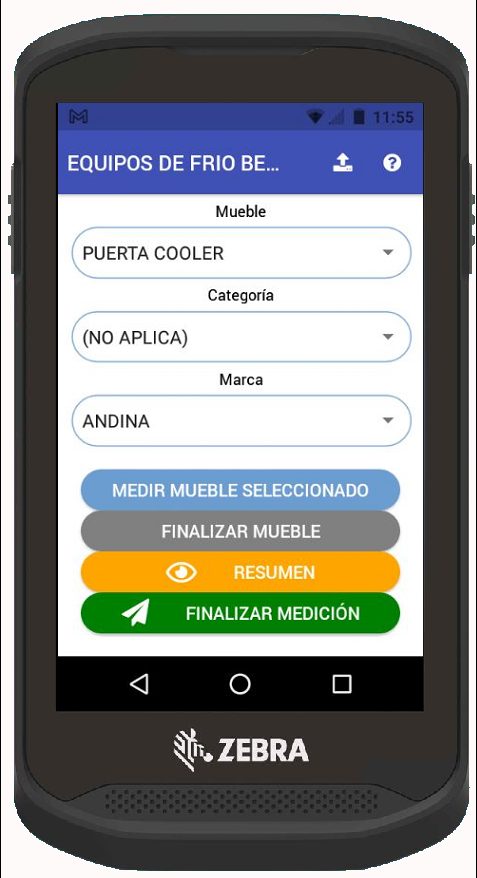 11:55
EQUIPOS DE FRIO BE...
Mueble
PUERTA COOLER
Categoría
(NO APLICA)
Marca
ANDINA
MEDIR MUEBLE SELECCIONADO
FINALIZAR MUEBLE
RESUMEN
FINALIZAR MEDICIÓN
ZEBRA